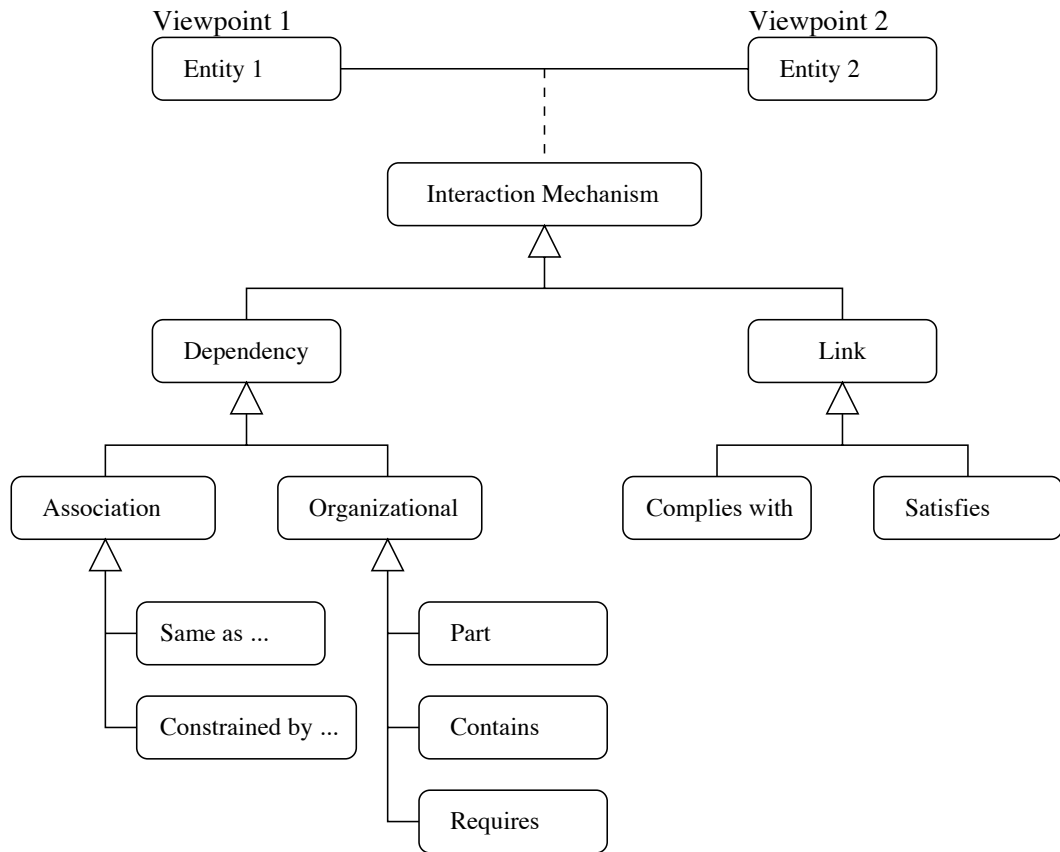 Viewpoint 1
Viewpoint 2
Entity 1
Entity 2
Interaction Mechanism
Dependency
Link
Association
Organizational
Complies with
Satisfies
Same as ...
Part
Constrained by ...
Contains
Requires